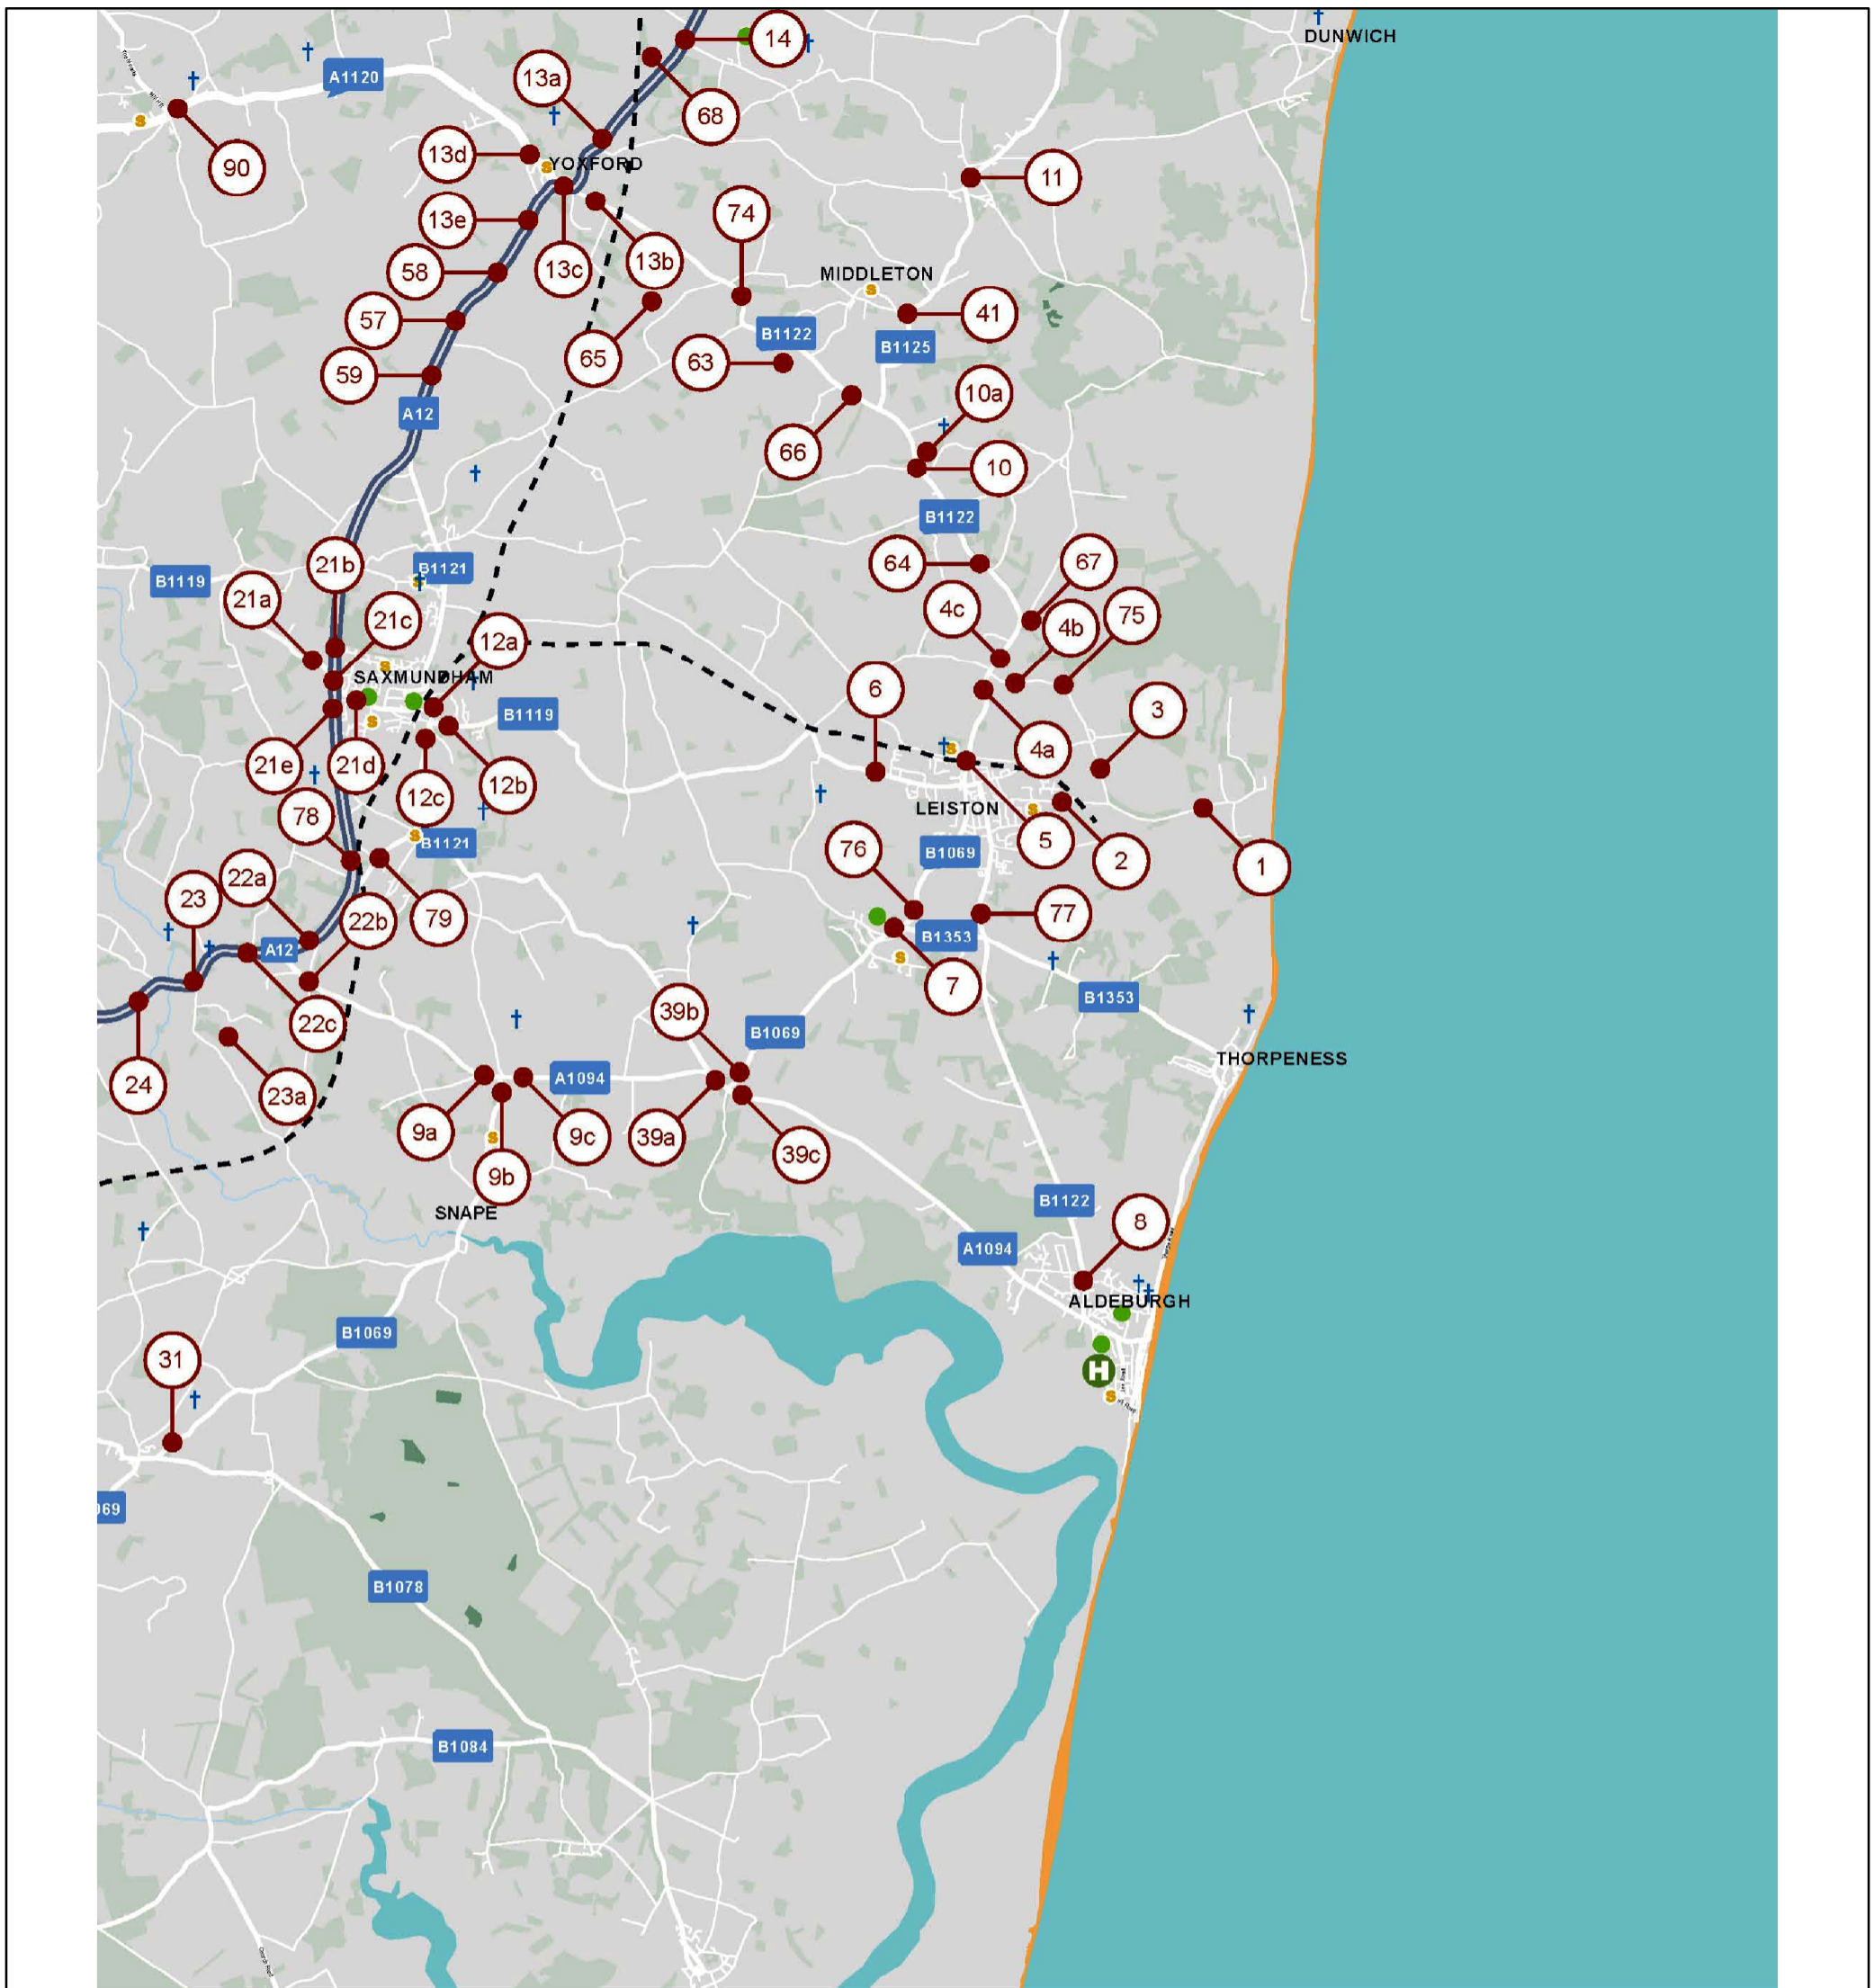 DUNWICH
14
13a
A1120
68
13d
YOXFORD
90
11
74
13e
13c
13b
58
MIDDLETON
57
41
B1122
B1125
65
63
59
10a
A12
66
10
B1122
21b
B1121
64
67
B1119
21a
4c
75
21c
4b
12a
SAXMUNDHAM
6
3
B1119
4a
21e
21d
12b
12c
LEISTON
78
B1121
5
76
B1069
2
1
22a
23
22b
79
77
B1353
A12
7
B1353
39b
22c
B1069
THORPENESS
A1094
24
23a
9a
9c
39a
39c
9b
B1122
SNAPE
8
A1094
ALDEBURGH
B1069
31
H
069
B1078
B1084